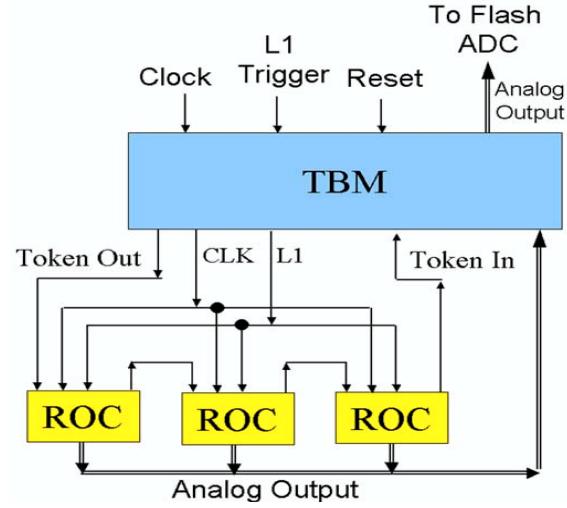 To Flash
ADC
L1
Trigger
Clock
Reset
Analog
Output
TBM
Token Out
CLK
L1
Token In
ROC
ROC
ROC
Analog Output